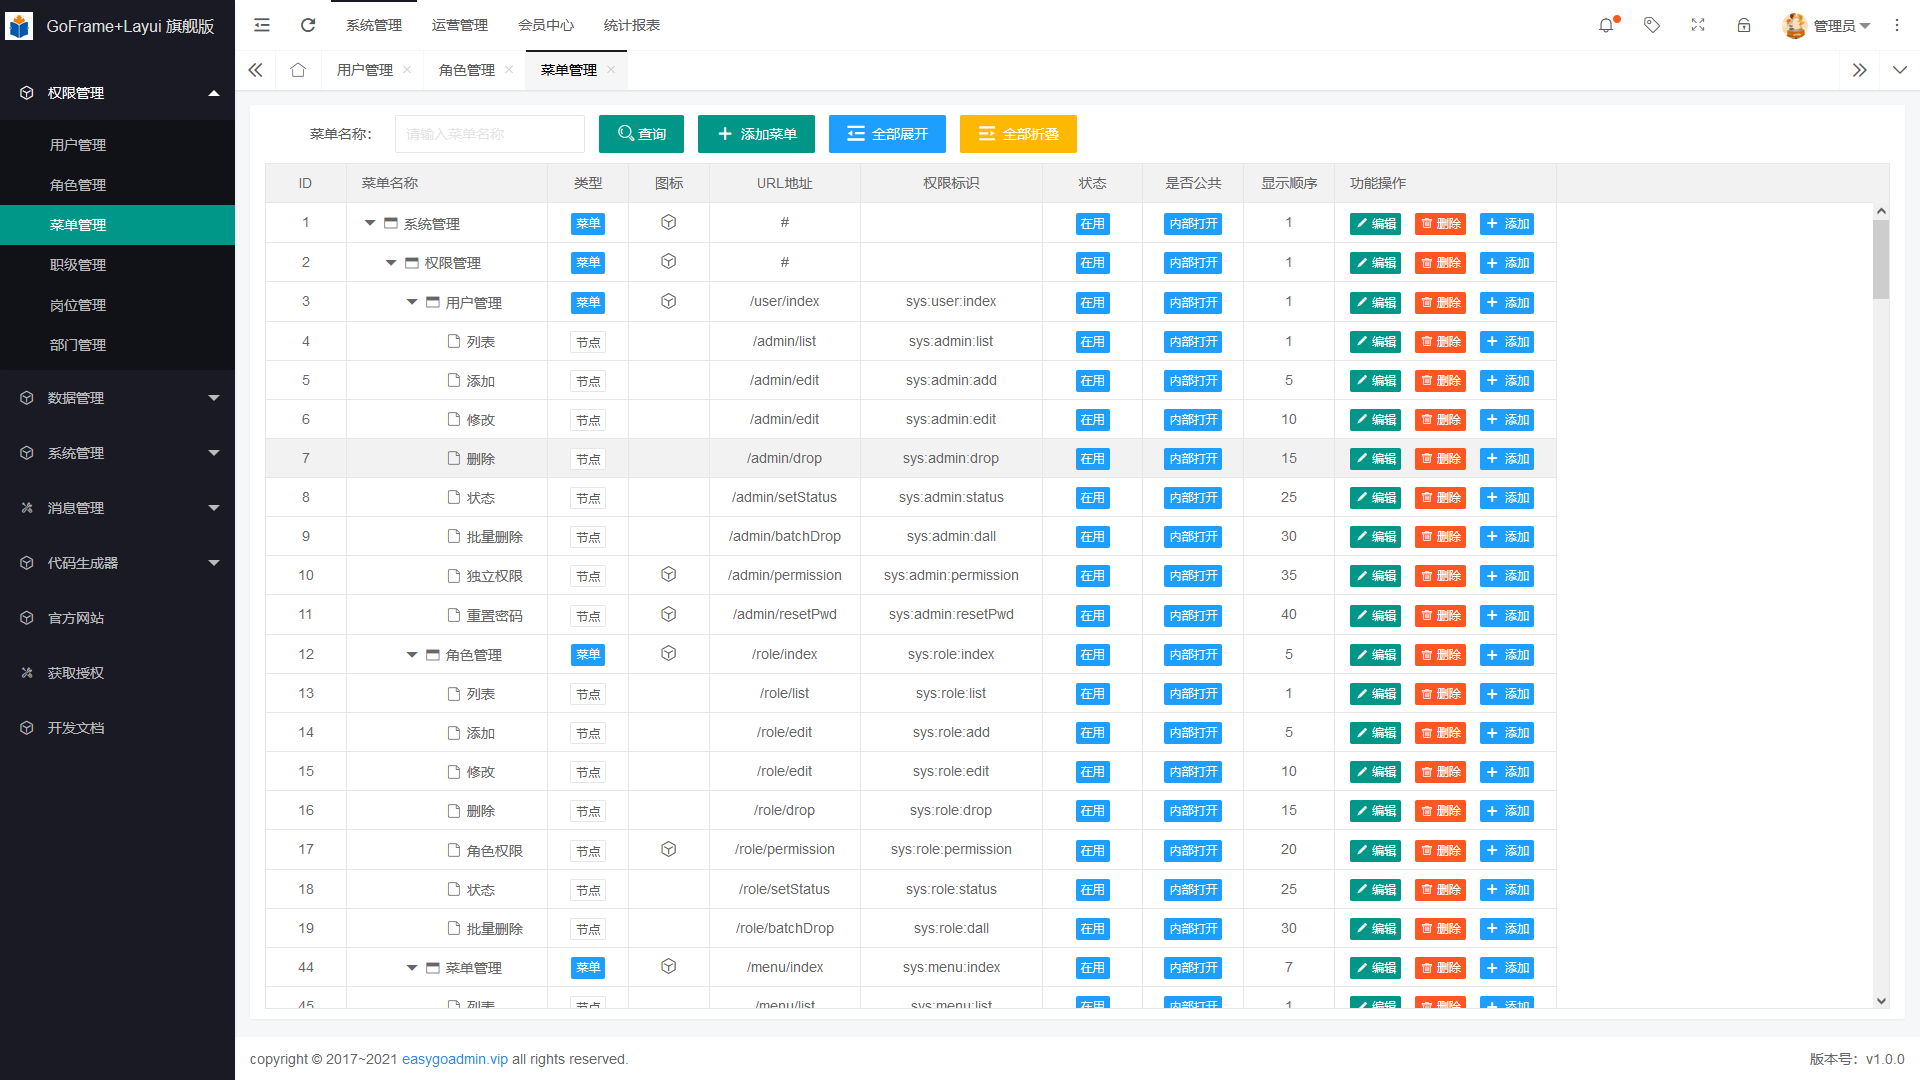 GoFrame+Layui 旗舰版
系统管理 运营管理 会员中心 统计报表 管理员
用户管理 角色管理 菜单管理
权限管理
用户管理
角色管理
菜单管理
职级管理
岗位管理
部门管理
数据管理
系统管理
消息管理
代码生成器
官方网站
获取授权
开发文档
菜单名称： 请输入菜单名称 查询 添加菜单 全部展开 全部折叠
ID 菜单名称 类型 图标 URL地址 权限标识 状态 是否公共 显示顺序 功能操作
1 系统管理 菜单 # 在用 内部打开 1 编辑 删除 添加
2 权限管理 菜单 # 在用 内部打开 1 编辑 删除 添加
3 用户管理 菜单 /user/index sys:user:index 在用 内部打开 1 编辑 删除 添加
4 列表 节点 /admin/list sys:admin:list 在用 内部打开 1 编辑 删除 添加
5 添加 节点 /admin/edit sys:admin:add 在用 内部打开 5 编辑 删除 添加
6 修改 节点 /admin/edit sys:admin:edit 在用 内部打开 10 编辑 删除 添加
7 删除 节点 /admin/drop sys:admin:drop 在用 内部打开 15 编辑 删除 添加
8 状态 节点 /admin/setStatus sys:admin:status 在用 内部打开 25 编辑 删除 添加
9 批量删除 节点 /admin/batchDrop sys:admin:dall 在用 内部打开 30 编辑 删除 添加
10 独立权限 节点 /admin/permission sys:admin:permission 在用 内部打开 35 编辑 删除 添加
11 重置密码 节点 /admin/resetPwd sys:admin:resetPwd 在用 内部打开 40 编辑 删除 添加
12 角色管理 菜单 /role/index sys:role:index 在用 内部打开 5 编辑 删除 添加
13 列表 节点 /role/list sys:role:list 在用 内部打开 1 编辑 删除 添加
14 添加 节点 /role/edit sys:role:add 在用 内部打开 5 编辑 删除 添加
15 修改 节点 /role/edit sys:role:edit 在用 内部打开 10 编辑 删除 添加
16 删除 节点 /role/drop sys:role:drop 在用 内部打开 15 编辑 删除 添加
17 角色权限 节点 /role/permission sys:role:permission 在用 内部打开 20 编辑 删除 添加
18 状态 节点 /role/setStatus sys:role:status 在用 内部打开 25 编辑 删除 添加
19 批量删除 节点 /role/batchDrop sys:role:dall 在用 内部打开 30 编辑 删除 添加
44 菜单管理 菜单 /menu/index sys:menu:index 在用 内部打开 7 编辑 删除 添加
45 列表 节点 /menu/list sys:menu:list 在用 内部打开 1 编辑 删除 添加
copyright © 2017~2021 easygoadmin.vip all rights reserved.
版本号：v1.0.0